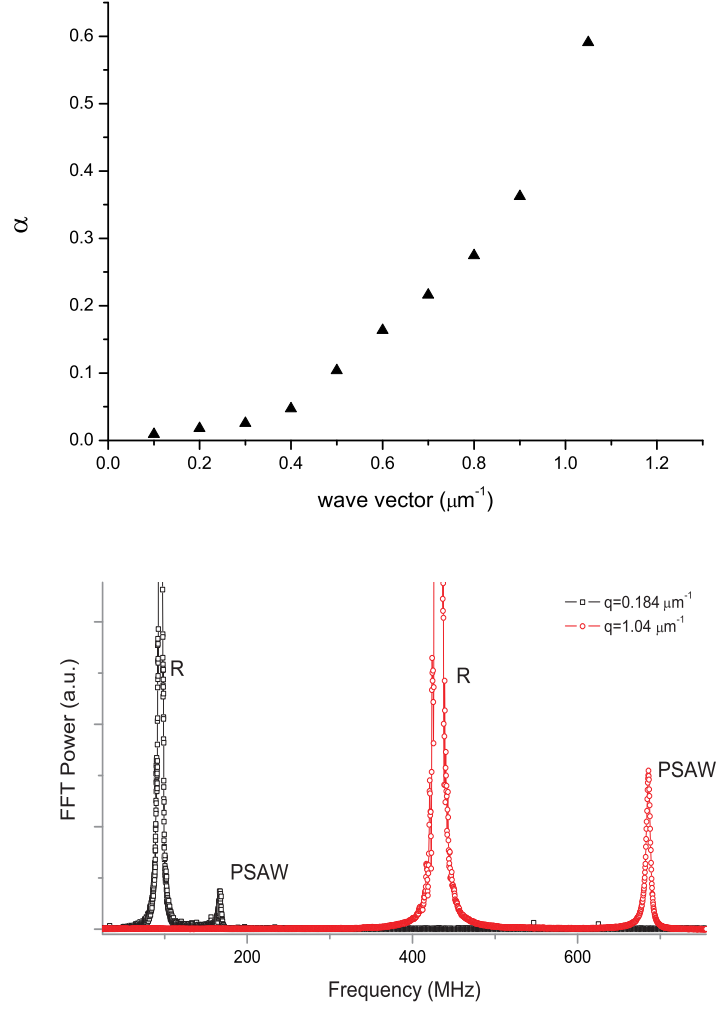 0.6
0.5
0.4
0.3
0.2
0.1
0.0
α
0.0 0.2 0.4 0.6 0.8 1.0 1.2
wave vector (μm⁻¹)
q=0.184 μm⁻¹
q=1.04 μm⁻¹
R
R
PSAW
PSAW
FFT Power (a.u.)
200 400 600
Frequency (MHz)